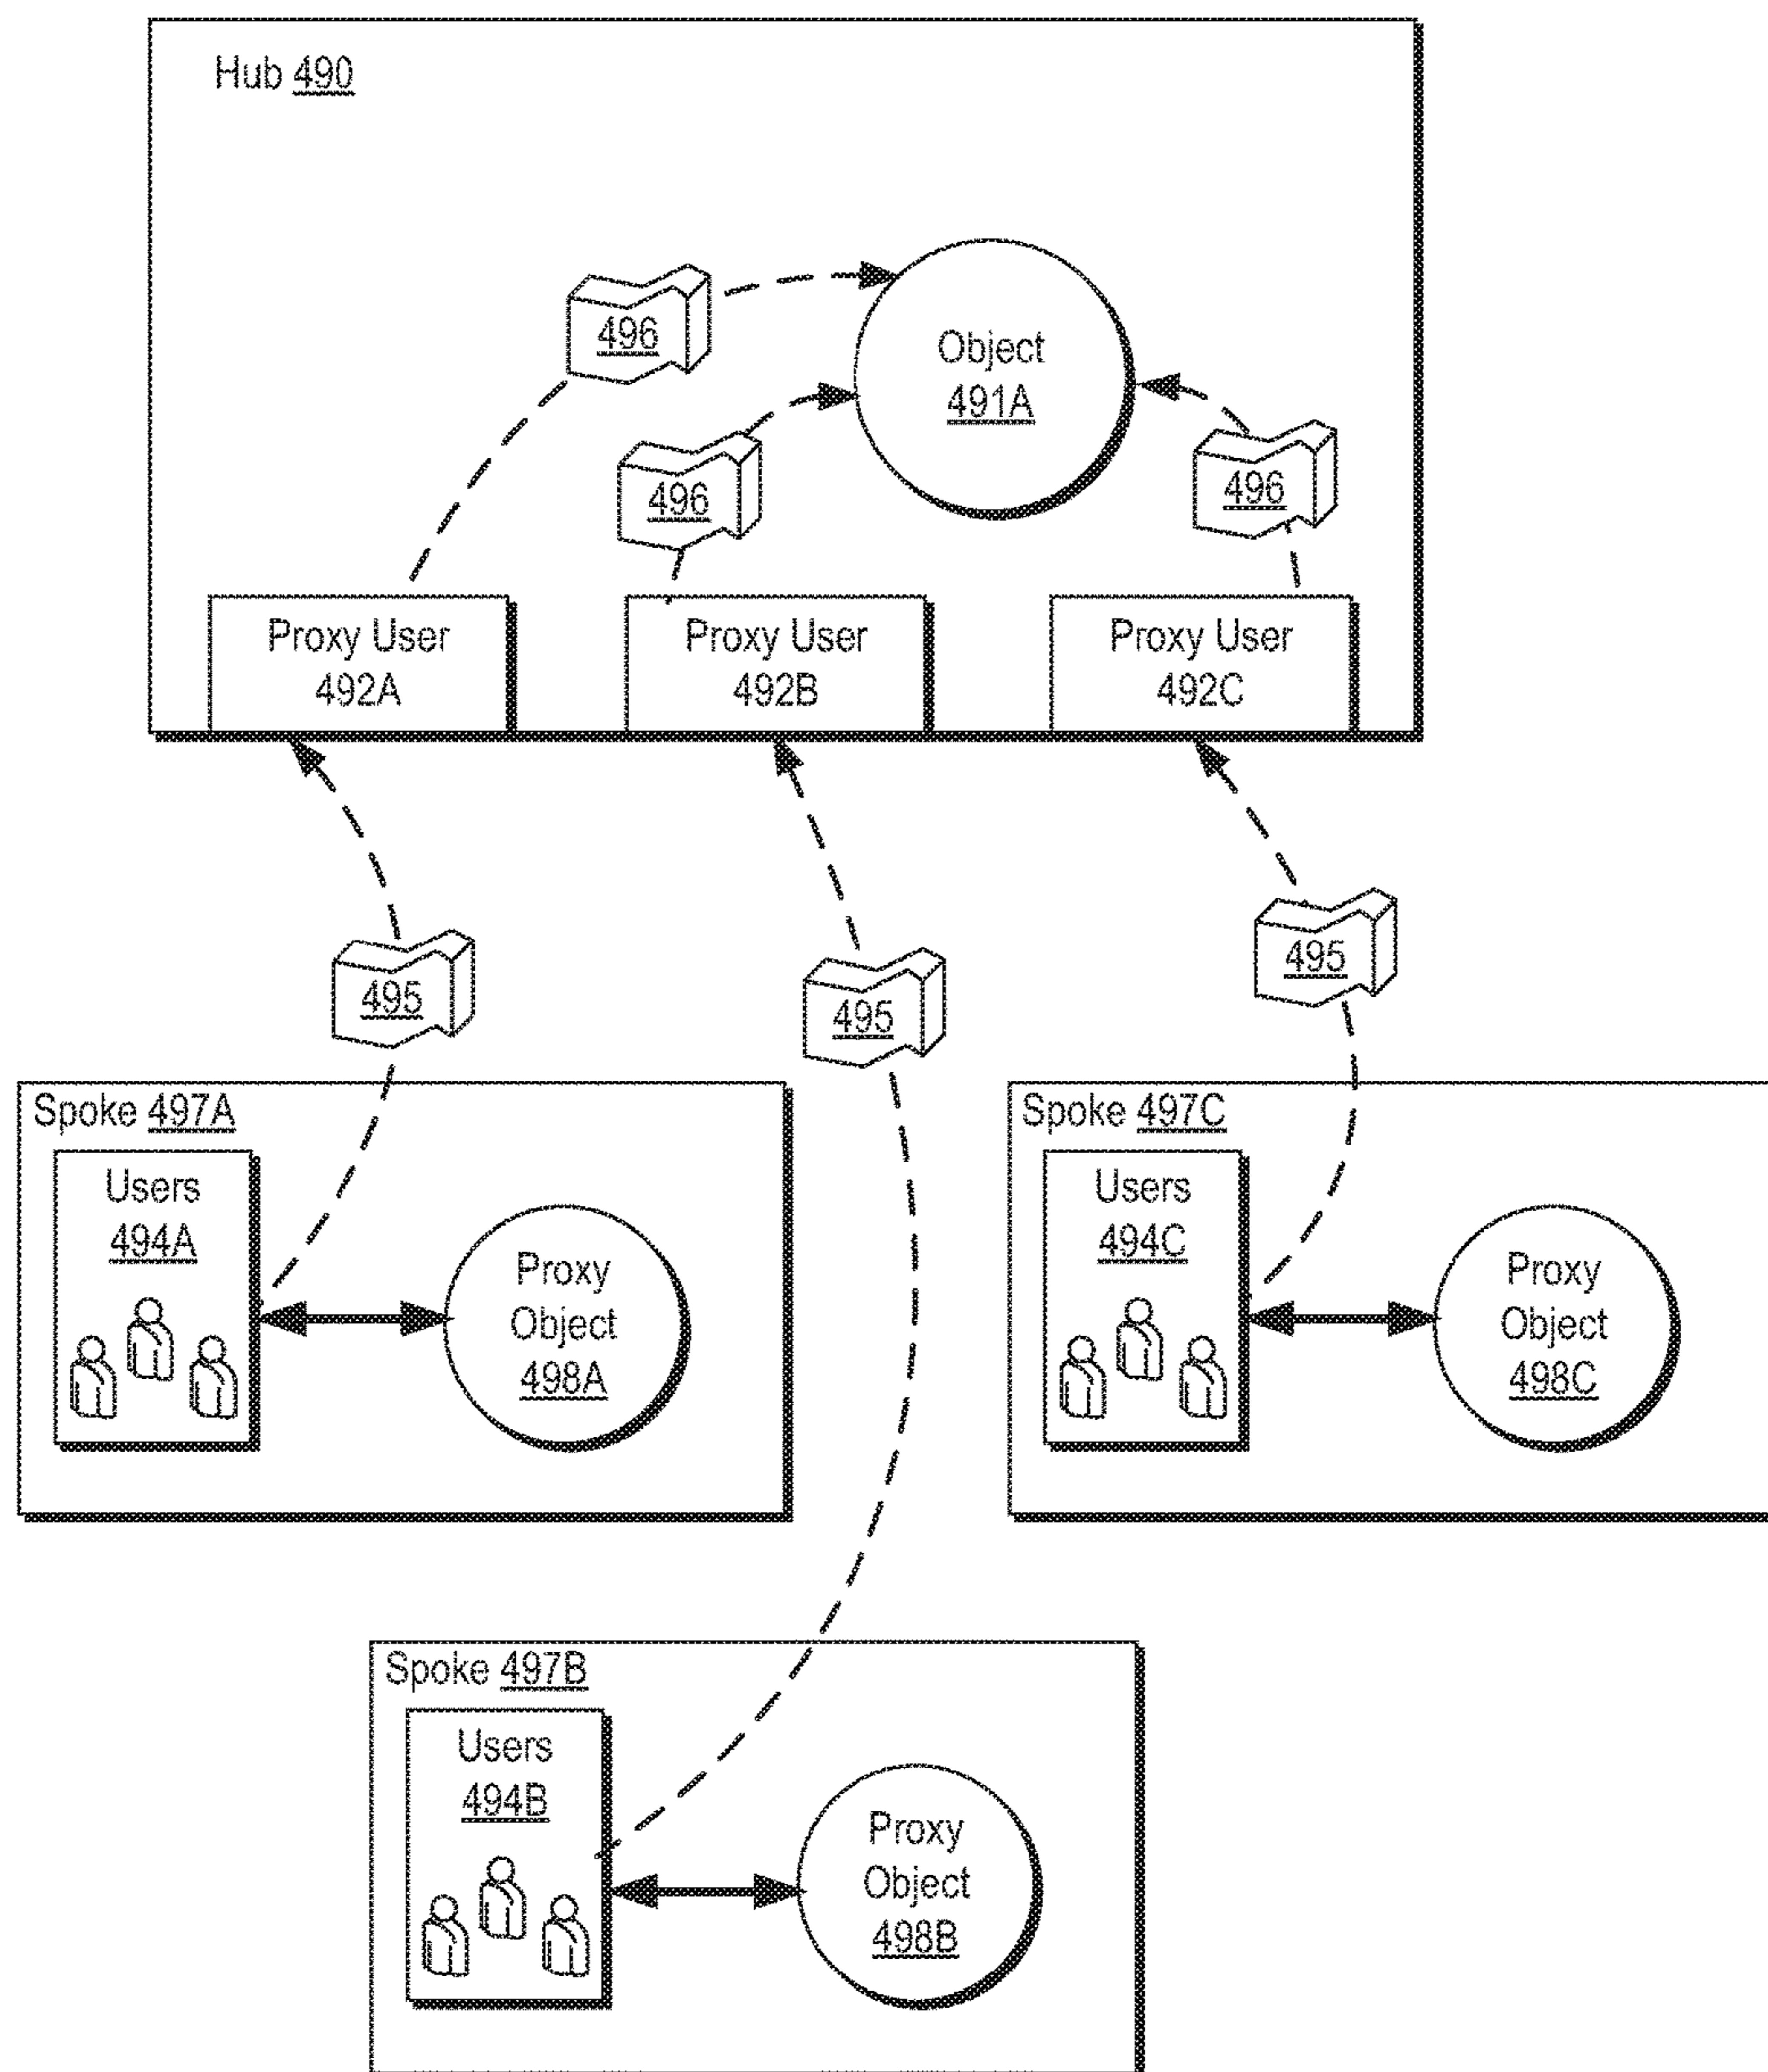 Hub 490
496
Object
491A
496
496
Proxy User
492A
Proxy User
492B
Proxy User
492C
495
495
495
Spoke 497A
Users
494A
Proxy
Object
498A
Spoke 497C
Users
494C
Proxy
Object
498C
Spoke 497B
Users
494B
Proxy
Object
498B